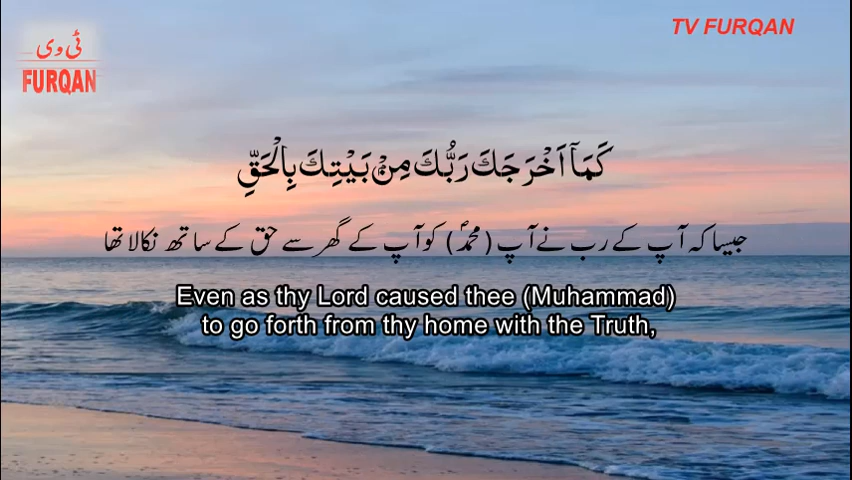 ٹی وی
FURQAN
TV FURQAN
كَمَاۤ اَخْرَجَكَ رَبُّكَ مِنْۢ بَيْتِكَ بِالْحَقِّ
جیسا کہ آپ کے رب نے آپ (محمدؐ) کو آپ کے گھر سے حق کے ساتھ نکالا تھا
Even as thy Lord caused thee (Muhammad)
to go forth from thy home with the Truth,